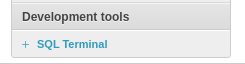 Development tools
+ SQL Terminal